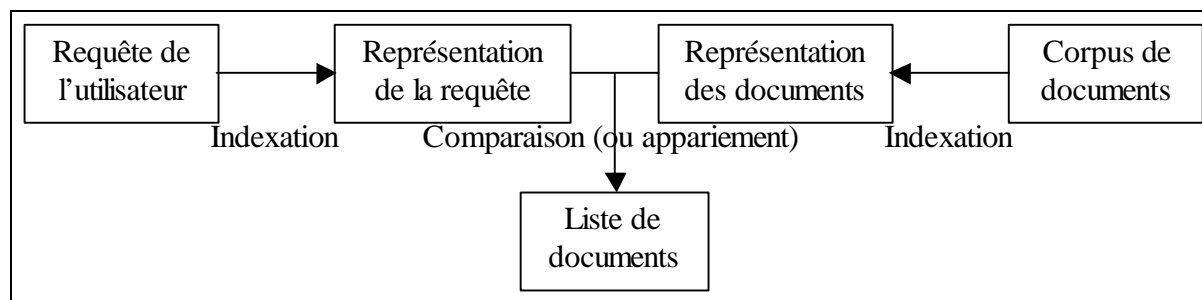 Requête de
l’utilisateur
Représentation
de la requête
Représentation
des documents
Corpus de
documents
Indexation
Comparaison (ou appariement)
Indexation
Liste de
documents